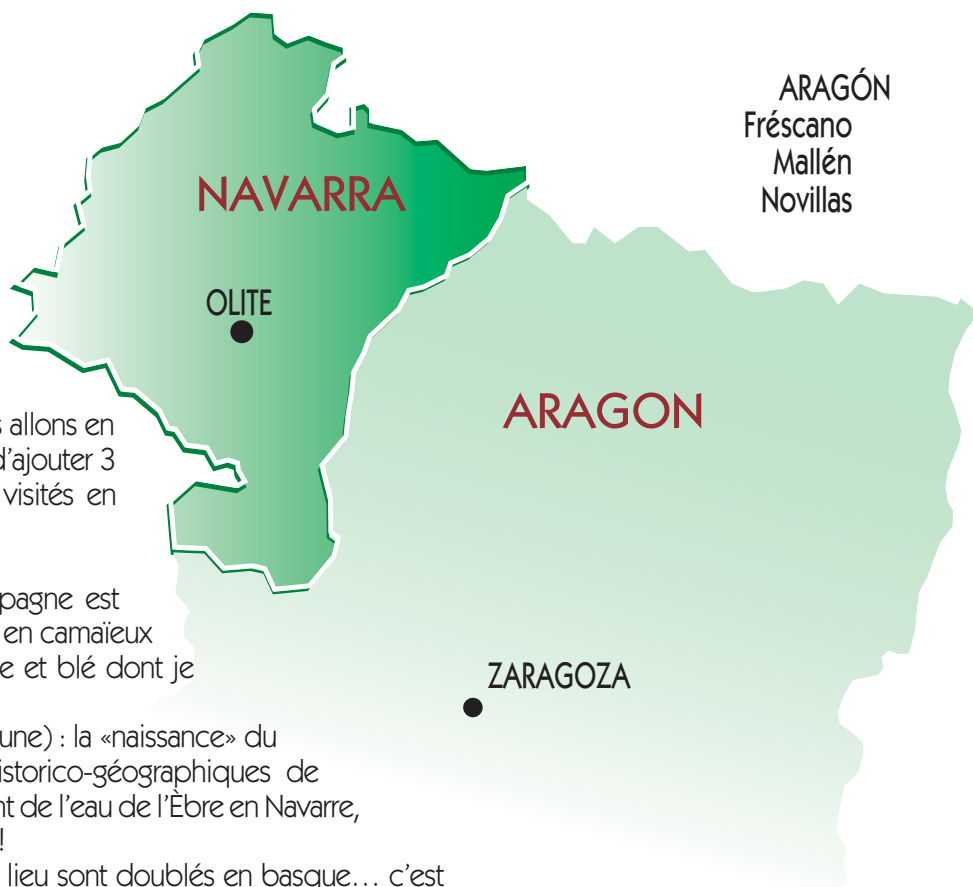 ARAGÓN
Fréscano
Mallén
Novillas
NAVARRA
OLITE
ARAGON
allons en
d'ajouter 3
visités en
ZARAGOZA
pagne est
en camaïeux
e et blé dont je
une) : la «naissance» du
istorico-géographiques de
nt de l'eau de l'Èbre en Navarre,
!
lieu sont doublés en basque... c'est